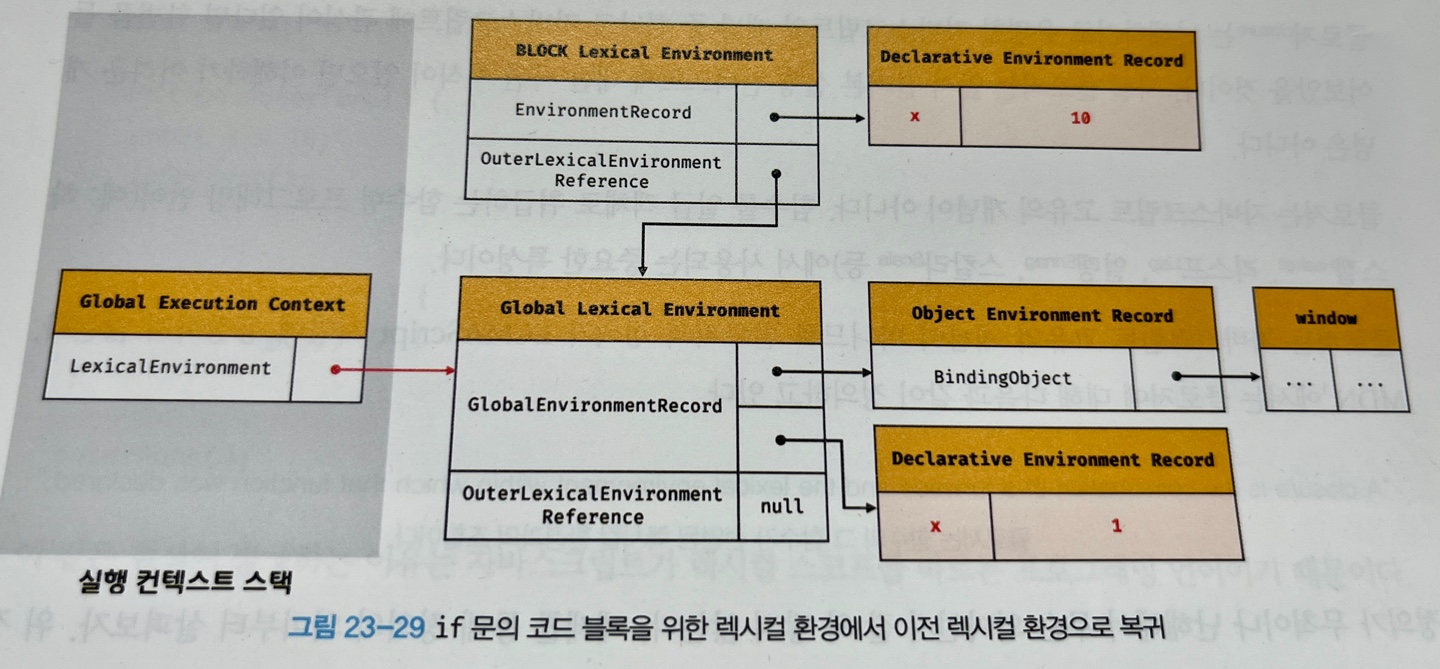 BLOCK Lexical Environment
EnvironmentRecord
OuterLexicalEnvironment
Reference
Declarative Environment Record
x 10
Global Execution Context
LexicalEnvironment
Global Lexical Environment
GlobalEnvironmentRecord
OuterLexicalEnvironment
Reference
null
Object Environment Record
BindingObject
window
... ...
Declarative Environment Record
x 1
실행 컨텍스트 스택
그림 23-29 if 문의 코드 블록을 위한 렉시컬 환경에서 이전 렉시컬 환경으로 복귀